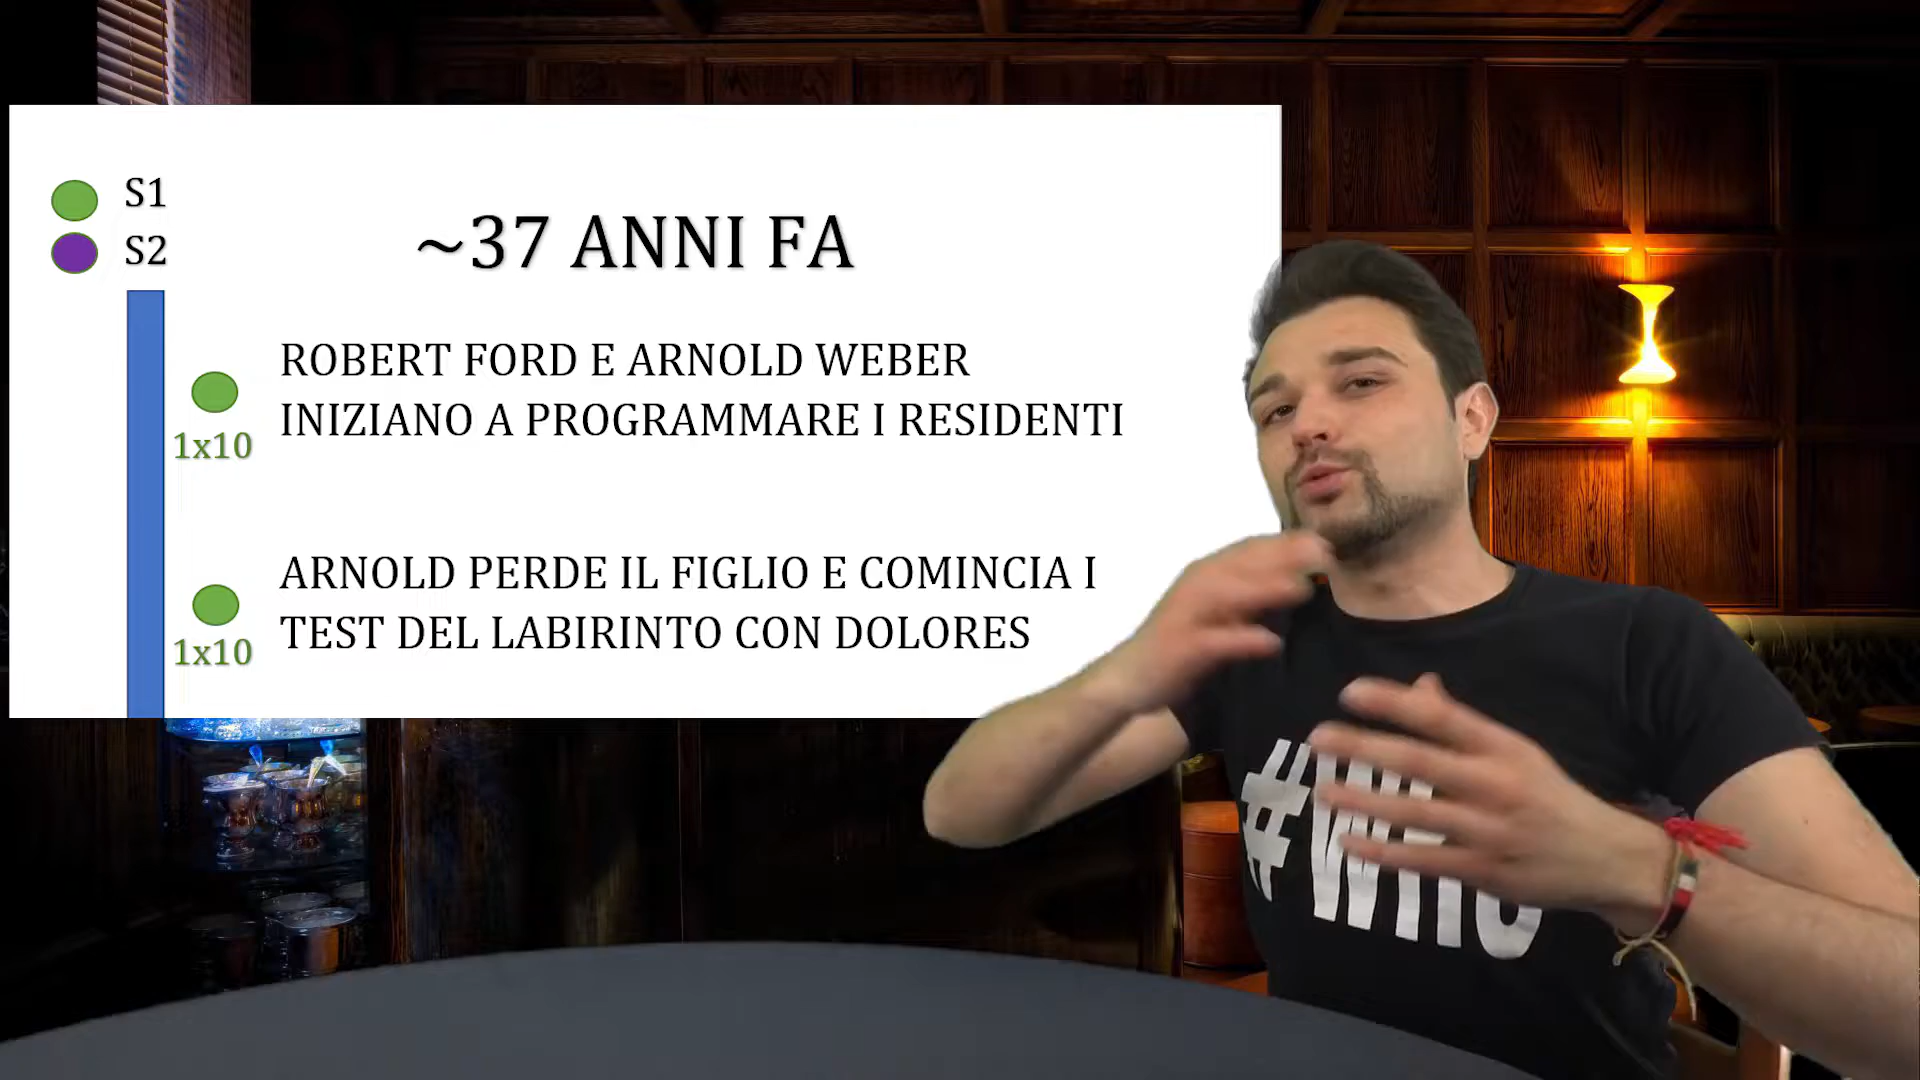 S1
S2
~37 ANNI FA
ROBERT FORD E ARNOLD WEBER
INIZIANO A PROGRAMMARE I RESIDENTI
1x10
ARNOLD PERDE IL FIGLIO E COMINCIA I
TEST DEL LABIRINTO CON DOLORES
1x10